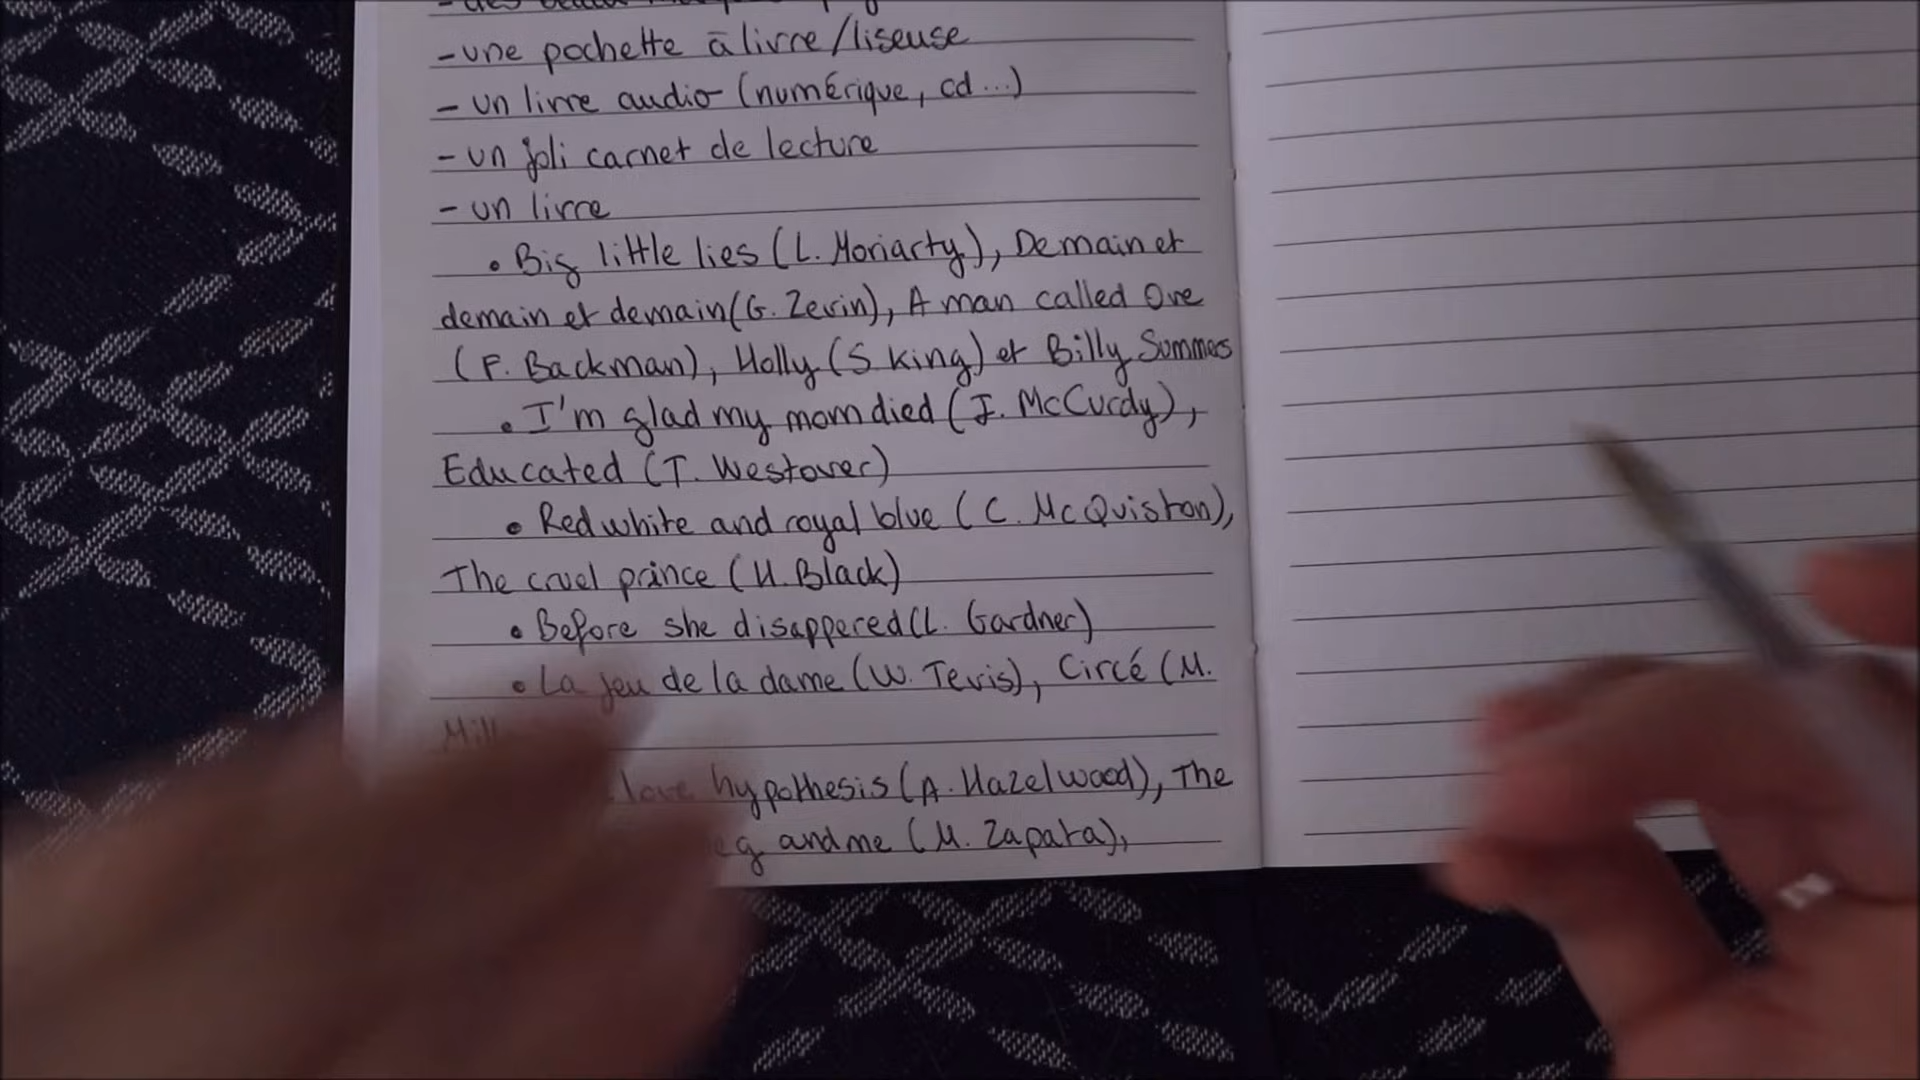 - une pochette à livre/liseuse
- un livre audio (numérique, cd...)
- un joli carnet de lecture
- un livre
• Big little lies (L. Moriarty), Demain et
demain et demain (G. Zevin), A man called Ove
(F. Backman), Holly (S. King) et Billy Summers
• I'm glad my mom died (J. McCurdy),
Educated (T. Westover)
• Red white and royal blue (C. McQuiston),
The cruel prince (H. Black)
• Before she disappered (L. Gardner)
• La jeu de la dame (W. Tevis), Circé (M.
Mill
love hypothesis (A. Hazelwood), The
and me (M. Zapata),